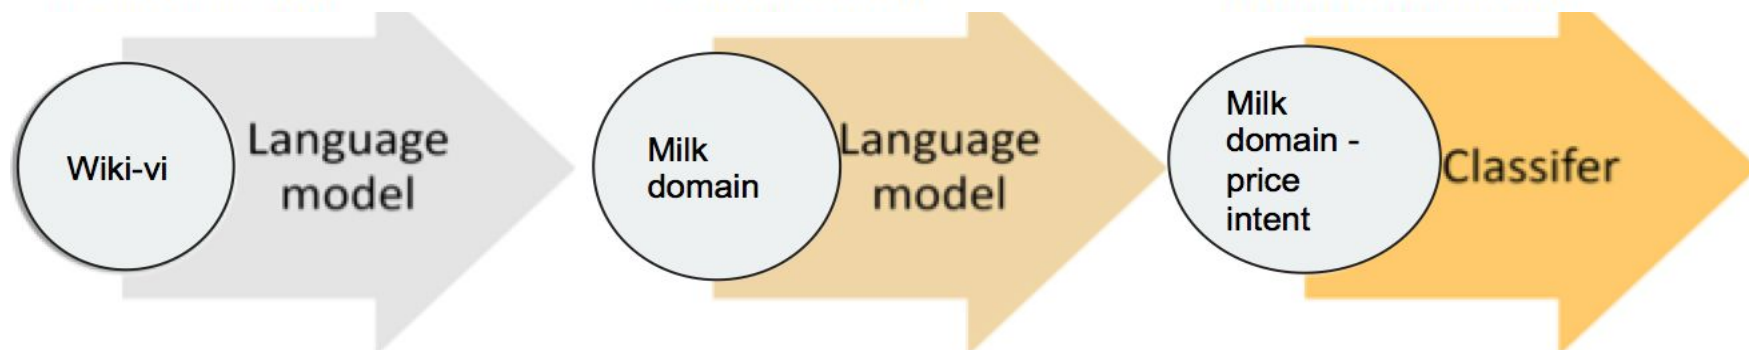 Wiki-vi
Language
model
Milk
domain
Language
model
Milk
domain -
price
intent
Classifer